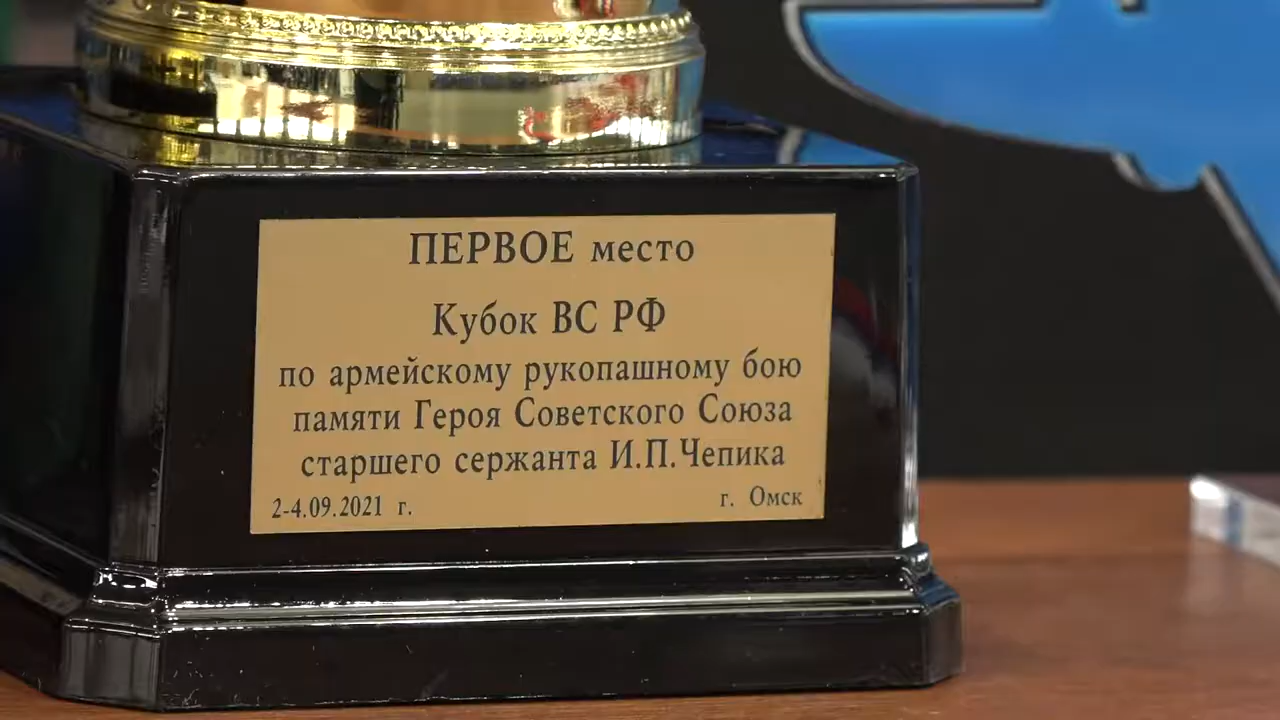 ПЕРВОЕ место
Кубок ВС РФ
по армейскому рукопашному бою
памяти Героя Советского Союза
старшего сержанта И.П.Чепика
2-4.09.2021 г. г. Омск